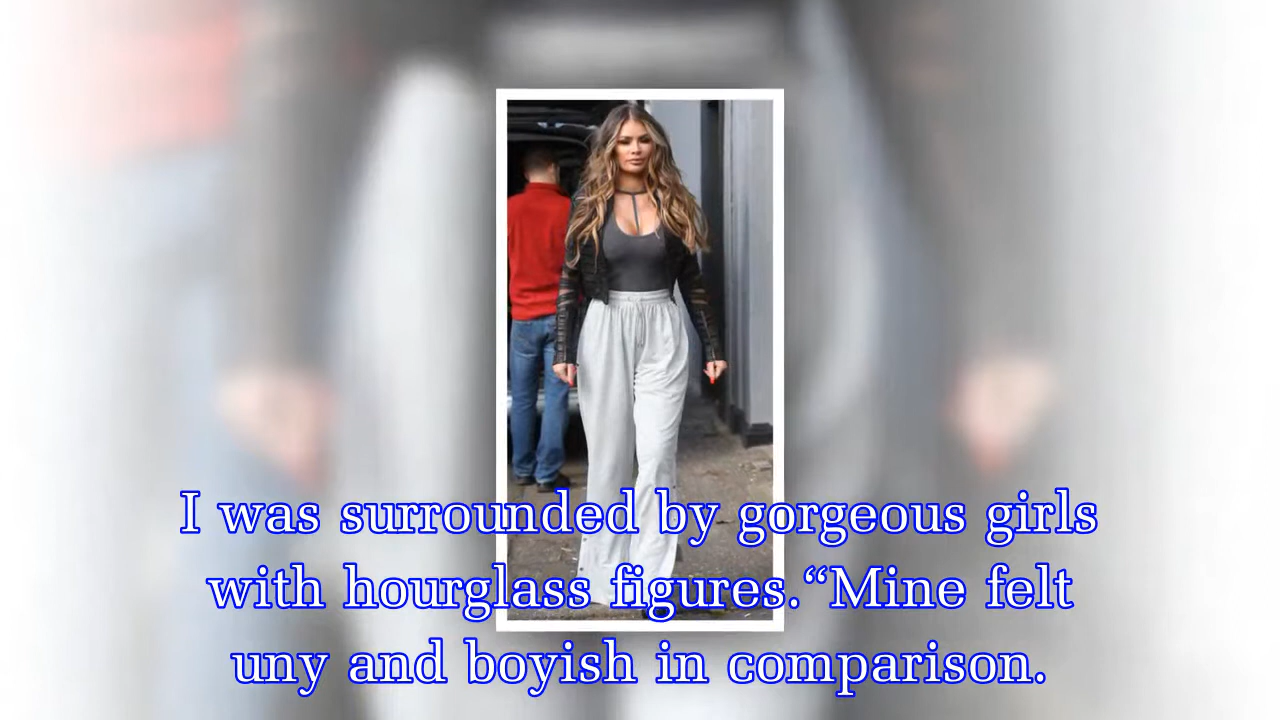 I was surrounded by gorgeous girls
with hourglass figures.“Mine felt
uny and boyish in comparison.